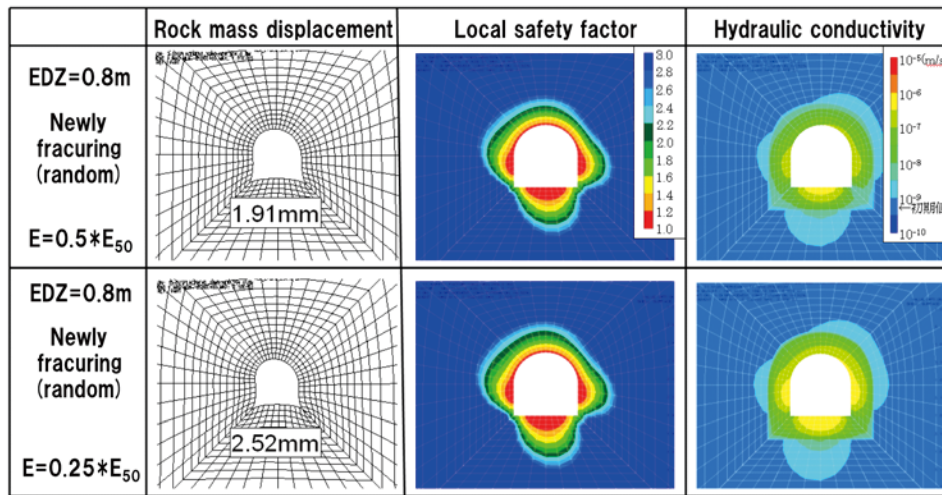 Rock mass displacement
Local safety factor
Hydraulic conductivity
EDZ=0.8m
Newly
fracuring
(random)
E=0.5*E50
1.91mm
3.0
2.8
2.6
2.4
2.2
2.0
1.8
1.6
1.4
1.2
1.0
10-5(m/s
10-6
10-7
10-8
10-9
←初期値
10-10
EDZ=0.8m
Newly
fracuring
(random)
E=0.25*E50
2.52mm